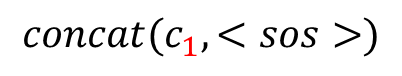 concat(c₁, < sos >)